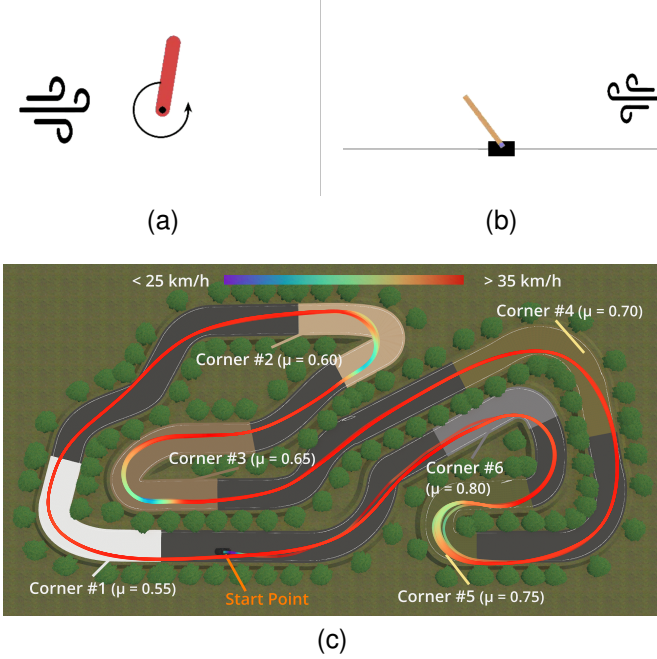 (a)
(b)
< 25 km/h
> 35 km/h
Corner #4 (μ = 0.70)
Corner #2 (μ = 0.60)
Corner #3 (μ = 0.65)
Corner #6
(μ = 0.80)
Corner #1 (μ = 0.55)
Start Point
Corner #5 (μ = 0.75)
(c)